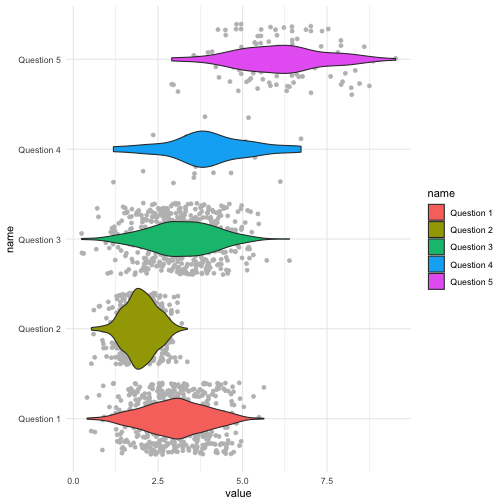 Question 5
Question 4
Question 3
Question 2
Question 1
name
0.0
2.5
5.0
7.5
value
name
Question 1
Question 2
Question 3
Question 4
Question 5